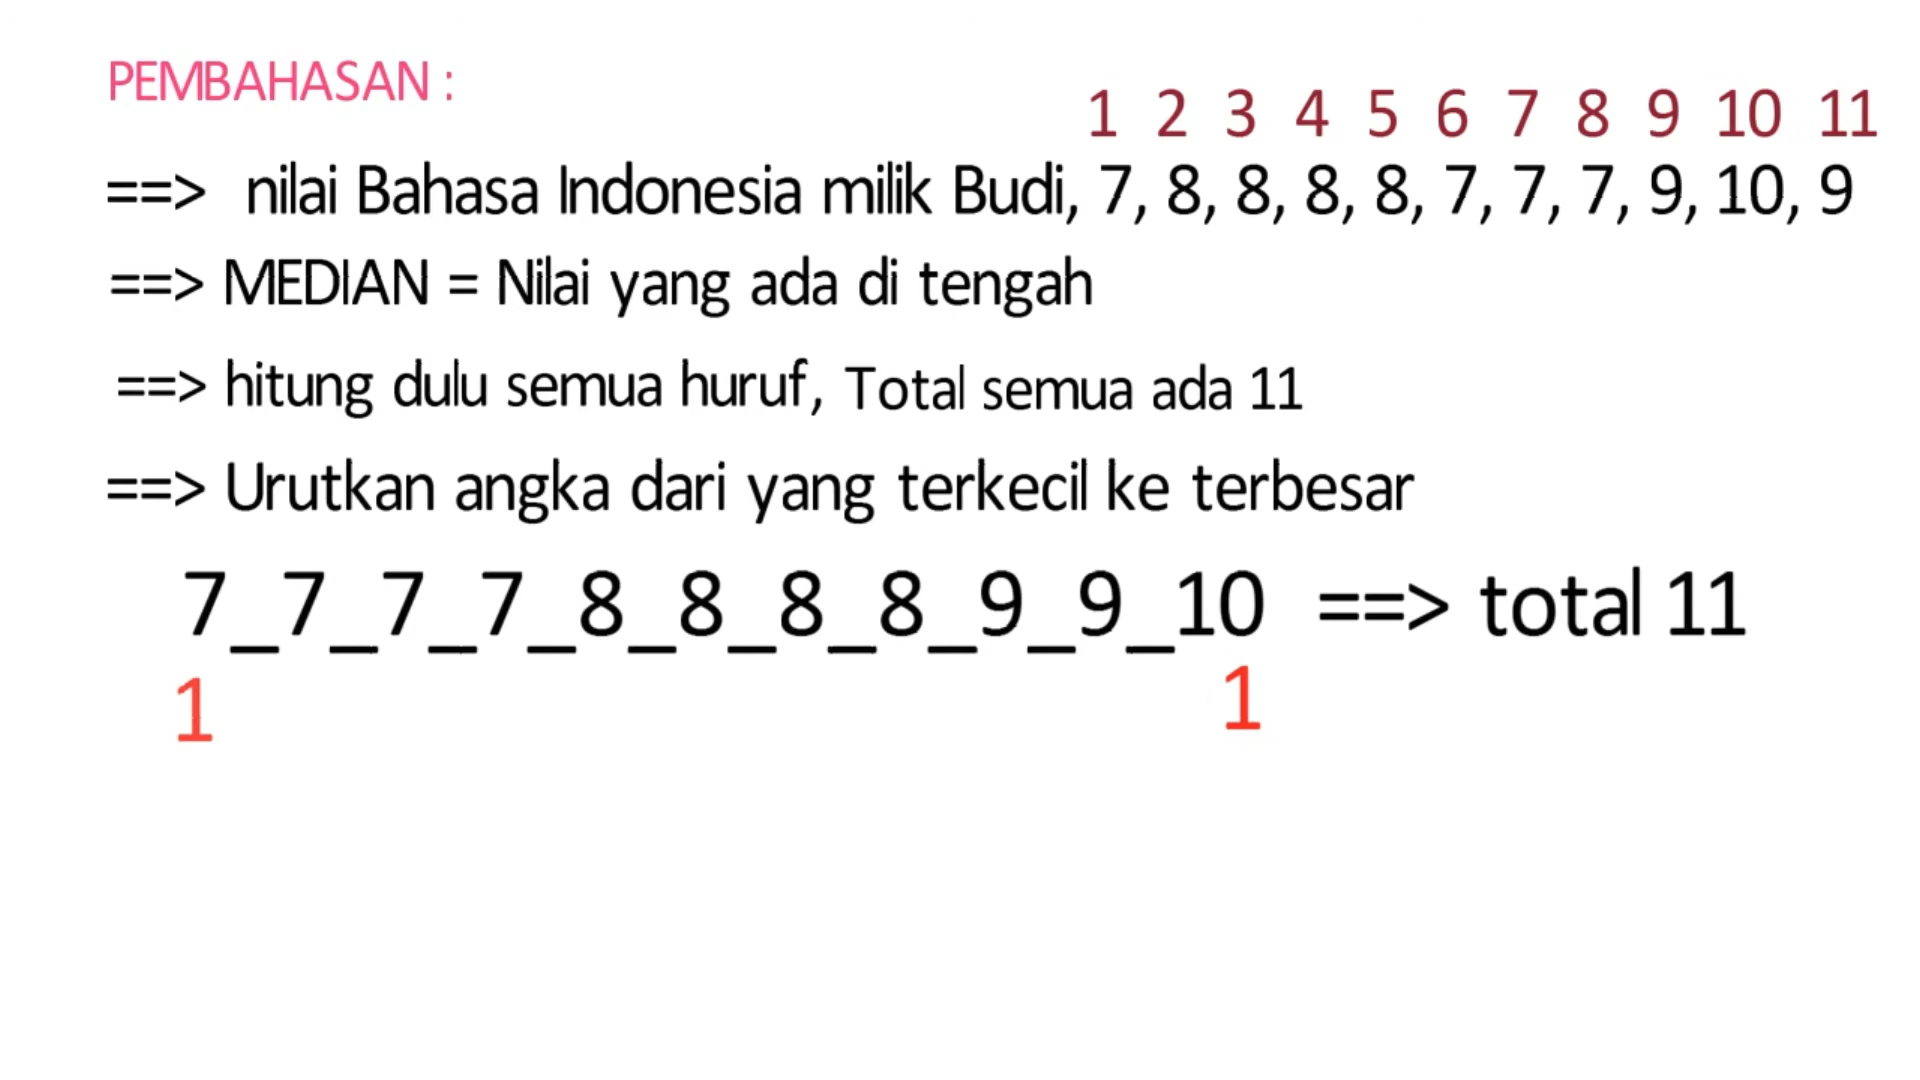 PEMBAHASAN :
1 2 3 4 5 6 7 8 9 10 11
==> nilai Bahasa Indonesia milik Budi, 7, 8, 8, 8, 8, 7, 7, 7, 9, 10, 9
==> MEDIAN = Nilai yang ada di tengah
==> hitung dulu semua huruf, Total semua ada 11
==> Urutkan angka dari yang terkecil ke terbesar
7_7_7_7_8_8_8_8_9_9_10 ==> total 11
1 1